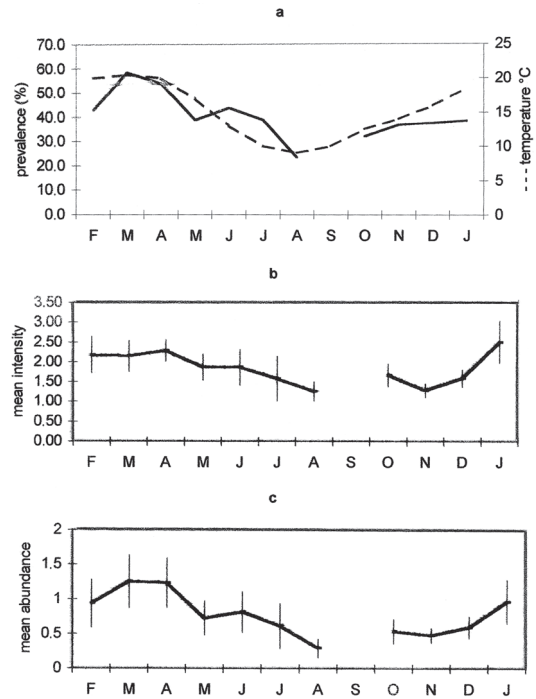 a
70.0
60.0
50.0
40.0
30.0
20.0
10.0
0.0
prevalence (%)
25
20
15
10
5
0
--- temperature °C
F M A M J J A S O N D J
b
3.50
3.00
2.50
2.00
1.50
1.00
0.50
0.00
mean intensity
F M A M J J A S O N D J
c
2
1.5
1
0.5
0
mean abundance
F M A M J J A S O N D J